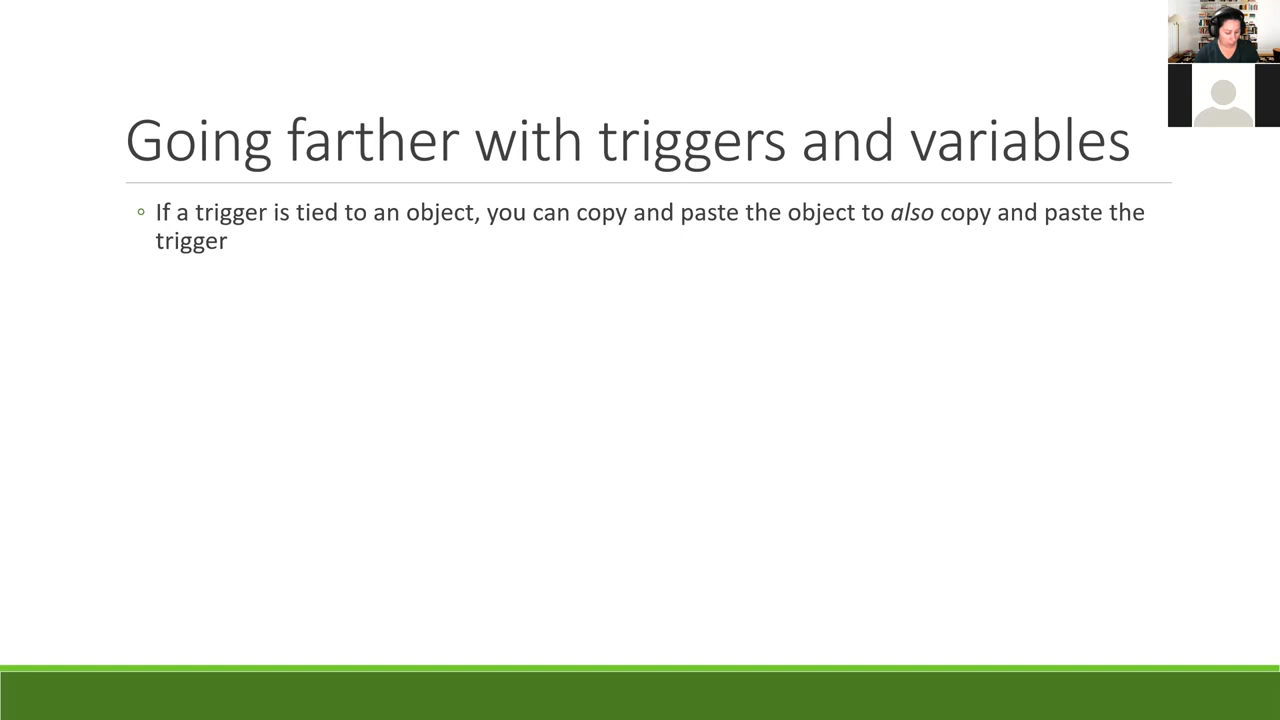 Going farther with triggers and variables
◦ If a trigger is tied to an object, you can copy and paste the object to also copy and paste the
trigger